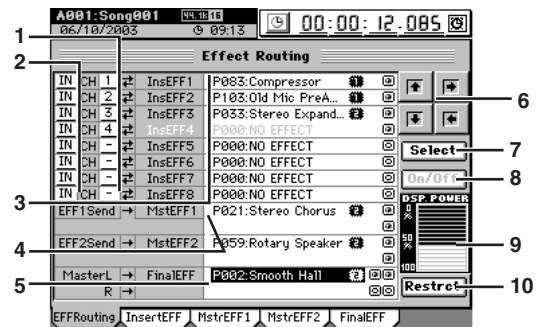 A001:Song001 44.1k 16
06/10/2003 09:13
00:00: 12.085
Effect Routing
IN CH 1 ⇄ InsEFF1 P083:Compressor 1
IN CH 2 ⇄ InsEFF2 P103:Old Mic PreA… 1
IN CH 3 ⇄ InsEFF3 P033:Stereo Expand… 2
IN CH 4 ⇄ InsEFF4 P000:NO EFFECT
IN CH - ⇄ InsEFF5 P000:NO EFFECT
IN CH - ⇄ InsEFF6 P000:NO EFFECT
IN CH - ⇄ InsEFF7 P000:NO EFFECT
IN CH - ⇄ InsEFF8 P000:NO EFFECT
EFF1Send → MstEFF1 P021:Stereo Chorus
EFF2Send → MstEFF2 P059:Rotary Speaker
MasterL → FinalEFF P002:Smooth Hall
R →
Select
On/Off
DSP POWER
0
%
50
%
100
Restrct
EFFRouting InsertEFF MstrEFF1 MstrEFF2 FinalEFF
1
2
3
4
5
6
7
8
9
10